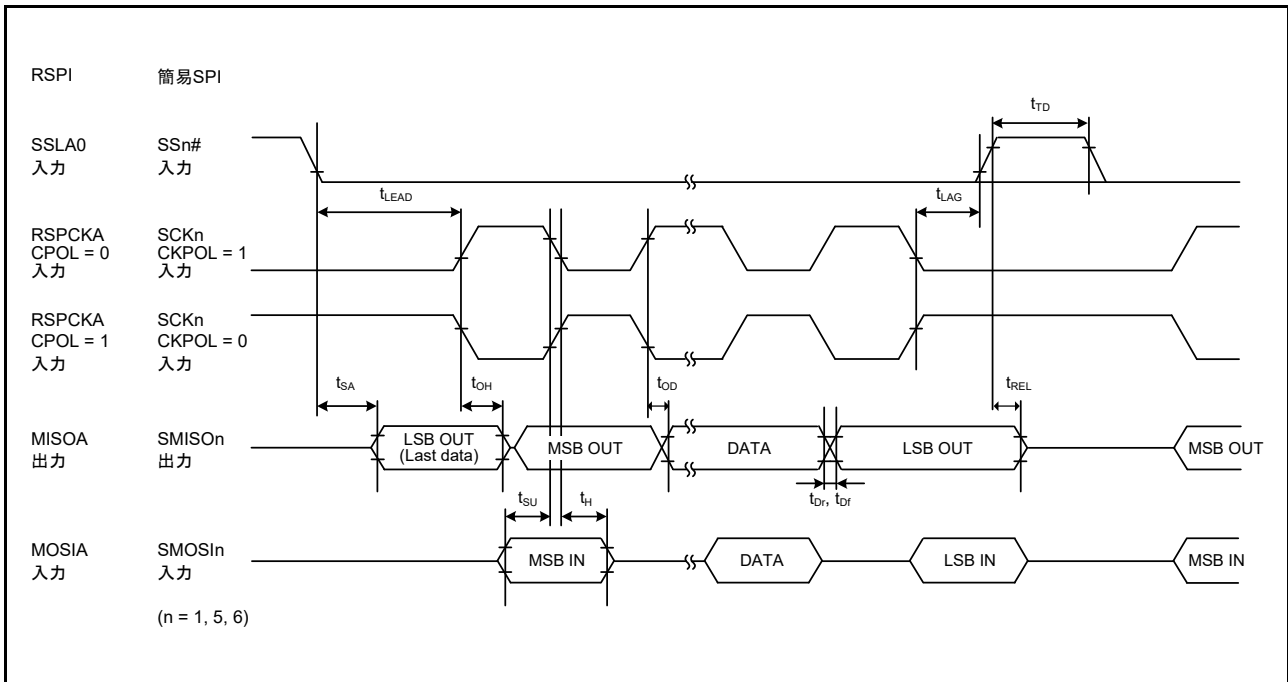 RSPI 簡易SPI
tTD
SSLA0 SSn#
入力 入力
tLEAD tLAG
RSPCKA SCKn
CPOL = 0 CKPOL = 1
入力 入力
RSPCKA SCKn
CPOL = 1 CKPOL = 0
入力 入力
tSA tOH tOD tREL
MISOA SMISOn
出力 出力
LSB OUT
(Last data)
MSB OUT DATA LSB OUT MSB OUT
tSU tH tDr, tDf
MOSIA SMOSIn
入力 入力
MSB IN DATA LSB IN MSB IN
(n = 1, 5, 6)